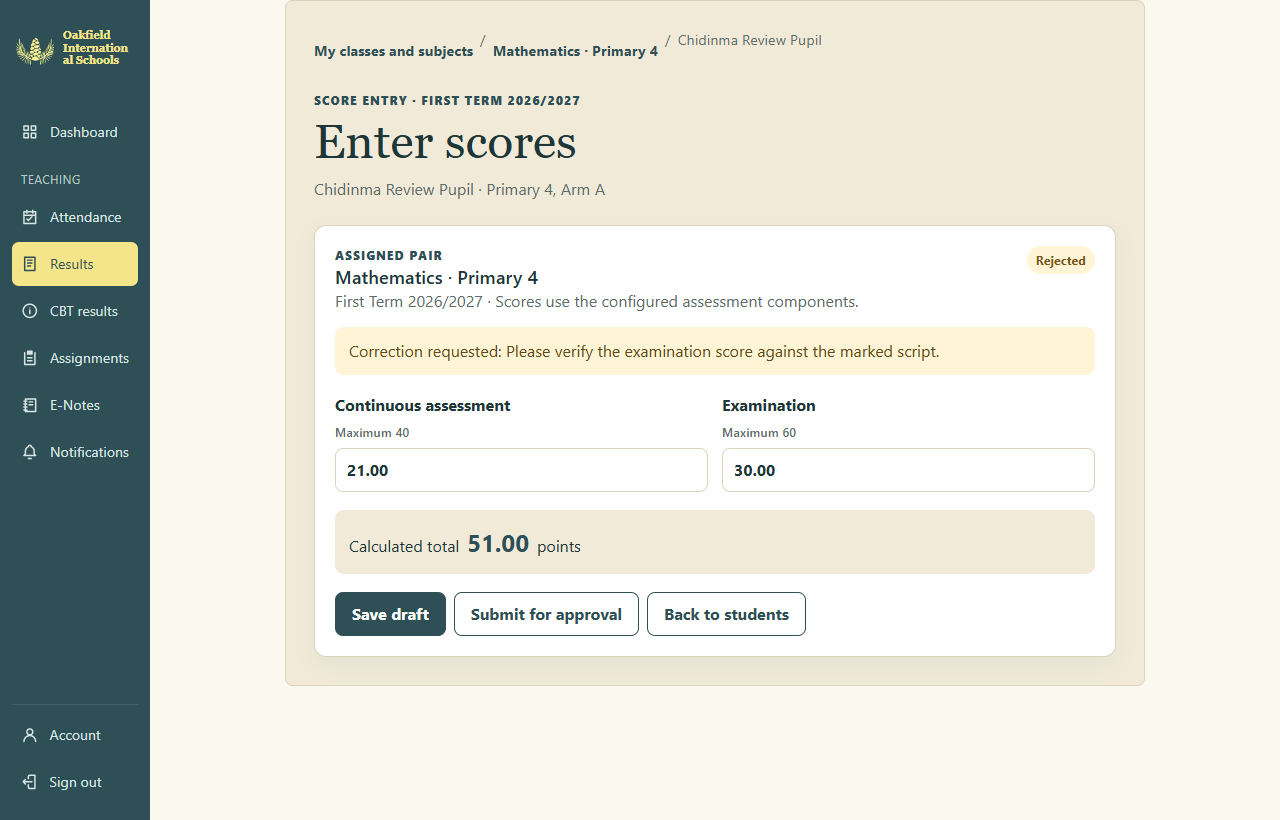 Oakfield
Internation
al Schools
Dashboard
TEACHING
Attendance
Results
CBT results
Assignments
E-Notes
Notifications
Account
Sign out
My classes and subjects / Mathematics · Primary 4 / Chidinma Review Pupil
SCORE ENTRY · FIRST TERM 2026/2027
Enter scores
Chidinma Review Pupil · Primary 4, Arm A
ASSIGNED PAIR
Rejected
Mathematics · Primary 4
First Term 2026/2027 · Scores use the configured assessment components.
Correction requested: Please verify the examination score against the marked script.
Continuous assessment
Maximum 40
21.00
Examination
Maximum 60
30.00
Calculated total 51.00 points
Save draft
Submit for approval
Back to students